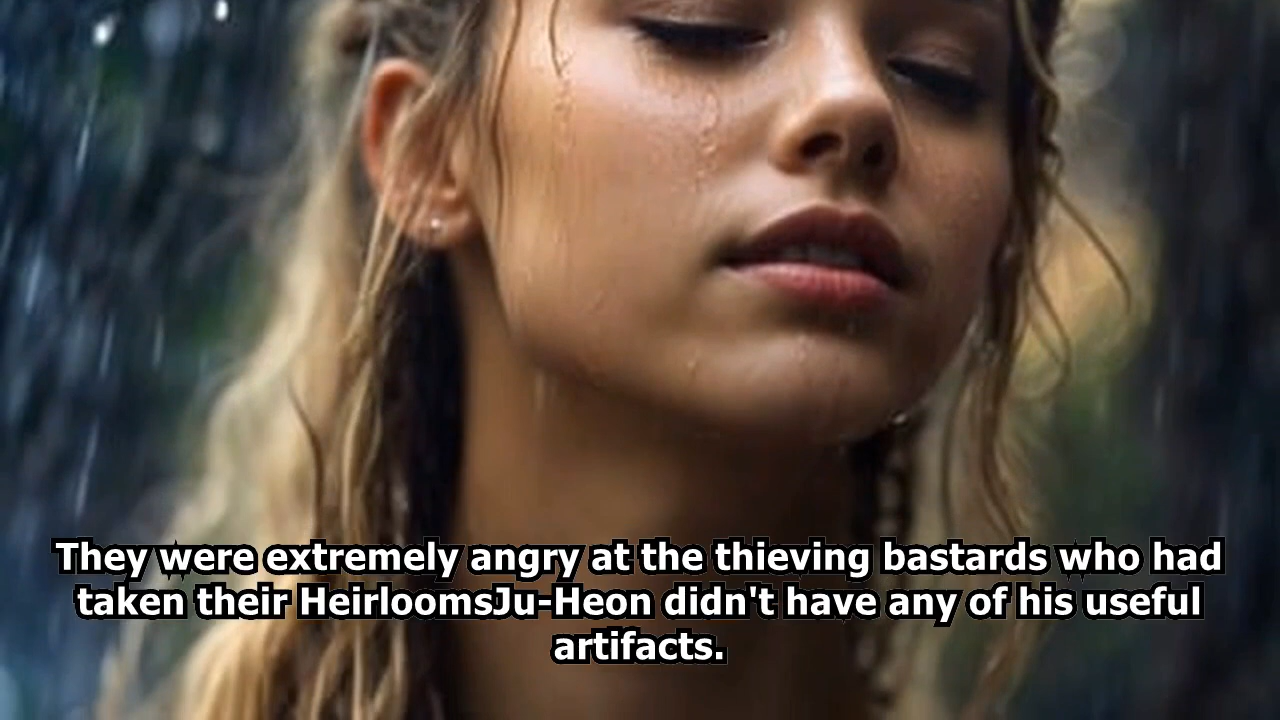 They were extremely angry at the thieving bastards who had
taken their HeirloomsJu-Heon didn't have any of his useful
artifacts.